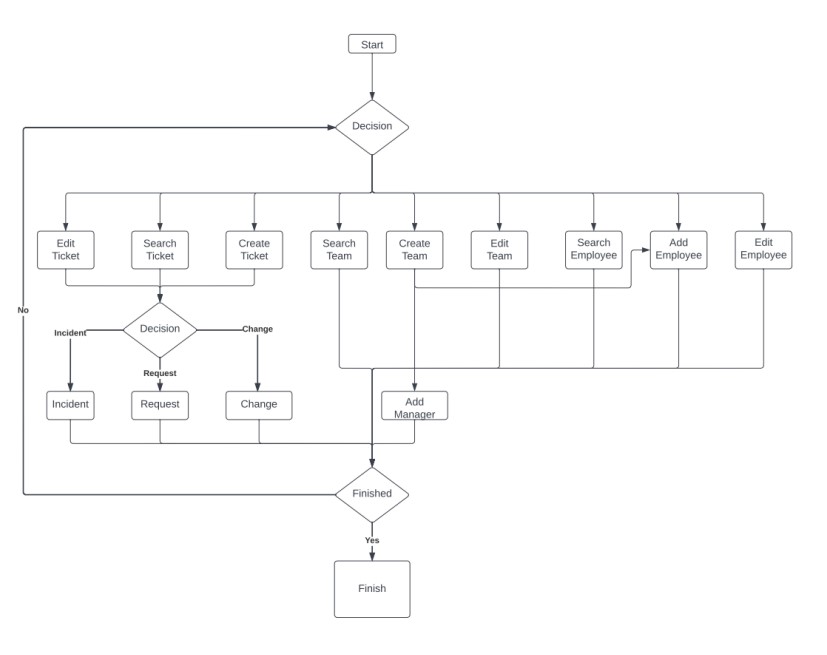 Start
Decision
Edit
Ticket
Search
Ticket
Create
Ticket
Search
Team
Create
Team
Edit
Team
Search
Employee
Add
Employee
Edit
Employee
No
Decision
Incident
Change
Request
Incident
Request
Change
Add
Manager
Finished
Yes
Finish